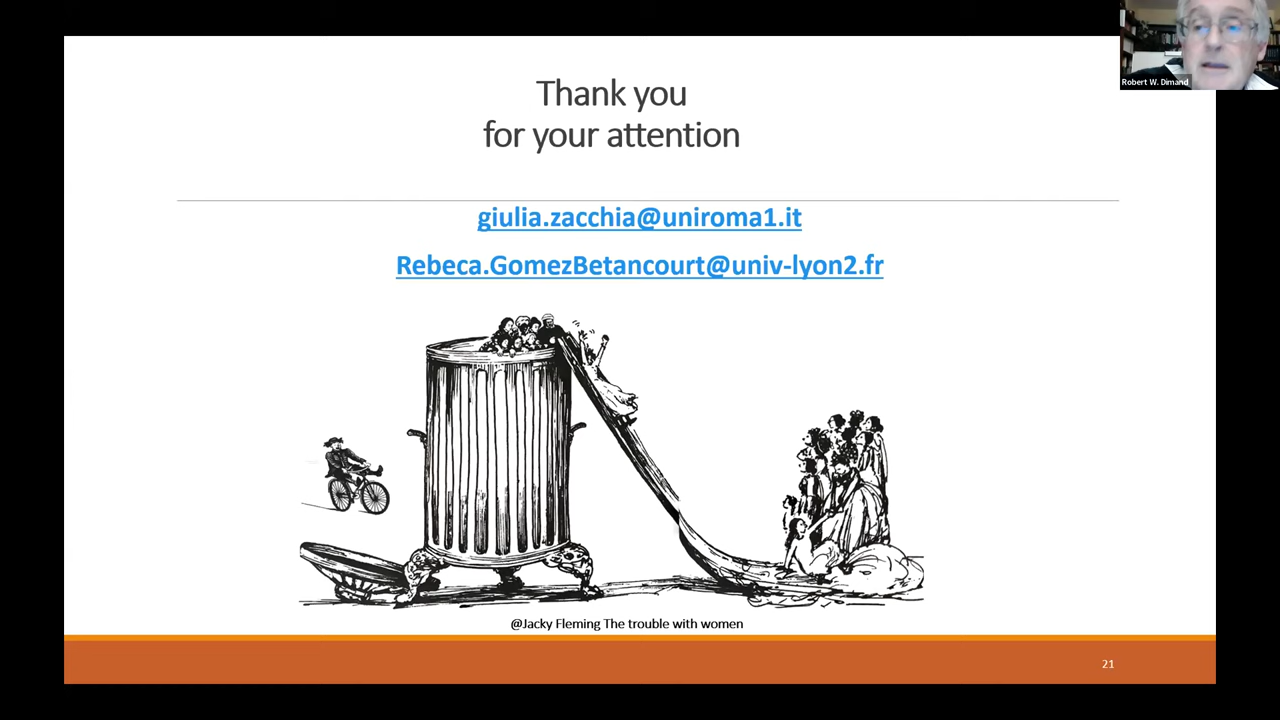 Robert W. Dimand
Thank you
for your attention
giulia.zacchia@uniroma1.it
Rebeca.GomezBetancourt@univ-lyon2.fr
@Jacky Fleming The trouble with women
21